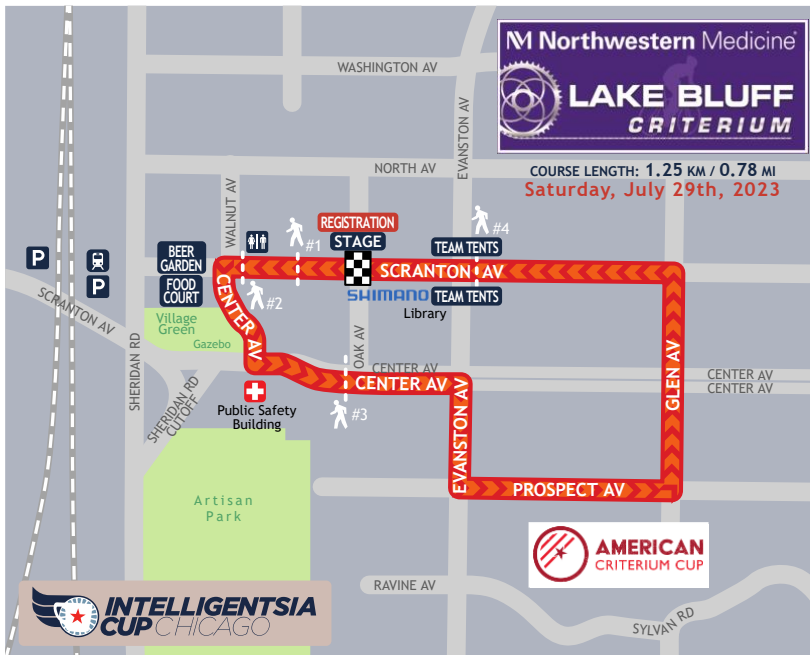 Northwestern Medicine®
LAKE BLUFF
CRITERIUM
COURSE LENGTH: 1.25 KM / 0.78 MI
Saturday, July 29th, 2023
WASHINGTON AV
EVANSTON AV
NORTH AV
WALNUT AV
REGISTRATION
STAGE
#1
#4
TEAM TENTS
P
P
BEER
GARDEN
FOOD
COURT
SCRANTON AV
SHIMANO
TEAM TENTS
Library
#2
CENTER AV
SCRANTON AV
Village
Green
Gazebo
SHERIDAN RD
OAK AV
CENTER AV
CENTER AV
CENTER AV
CENTER AV
GLEN AV
SHERIDAN RD
CUTOFF
Public Safety
Building
#3
EVANSTON AV
PROSPECT AV
Artisan
Park
AMERICAN
CRITERIUM CUP
RAVINE AV
SYLVAN RD
INTELLIGENTSIA
CUP CHICAGO